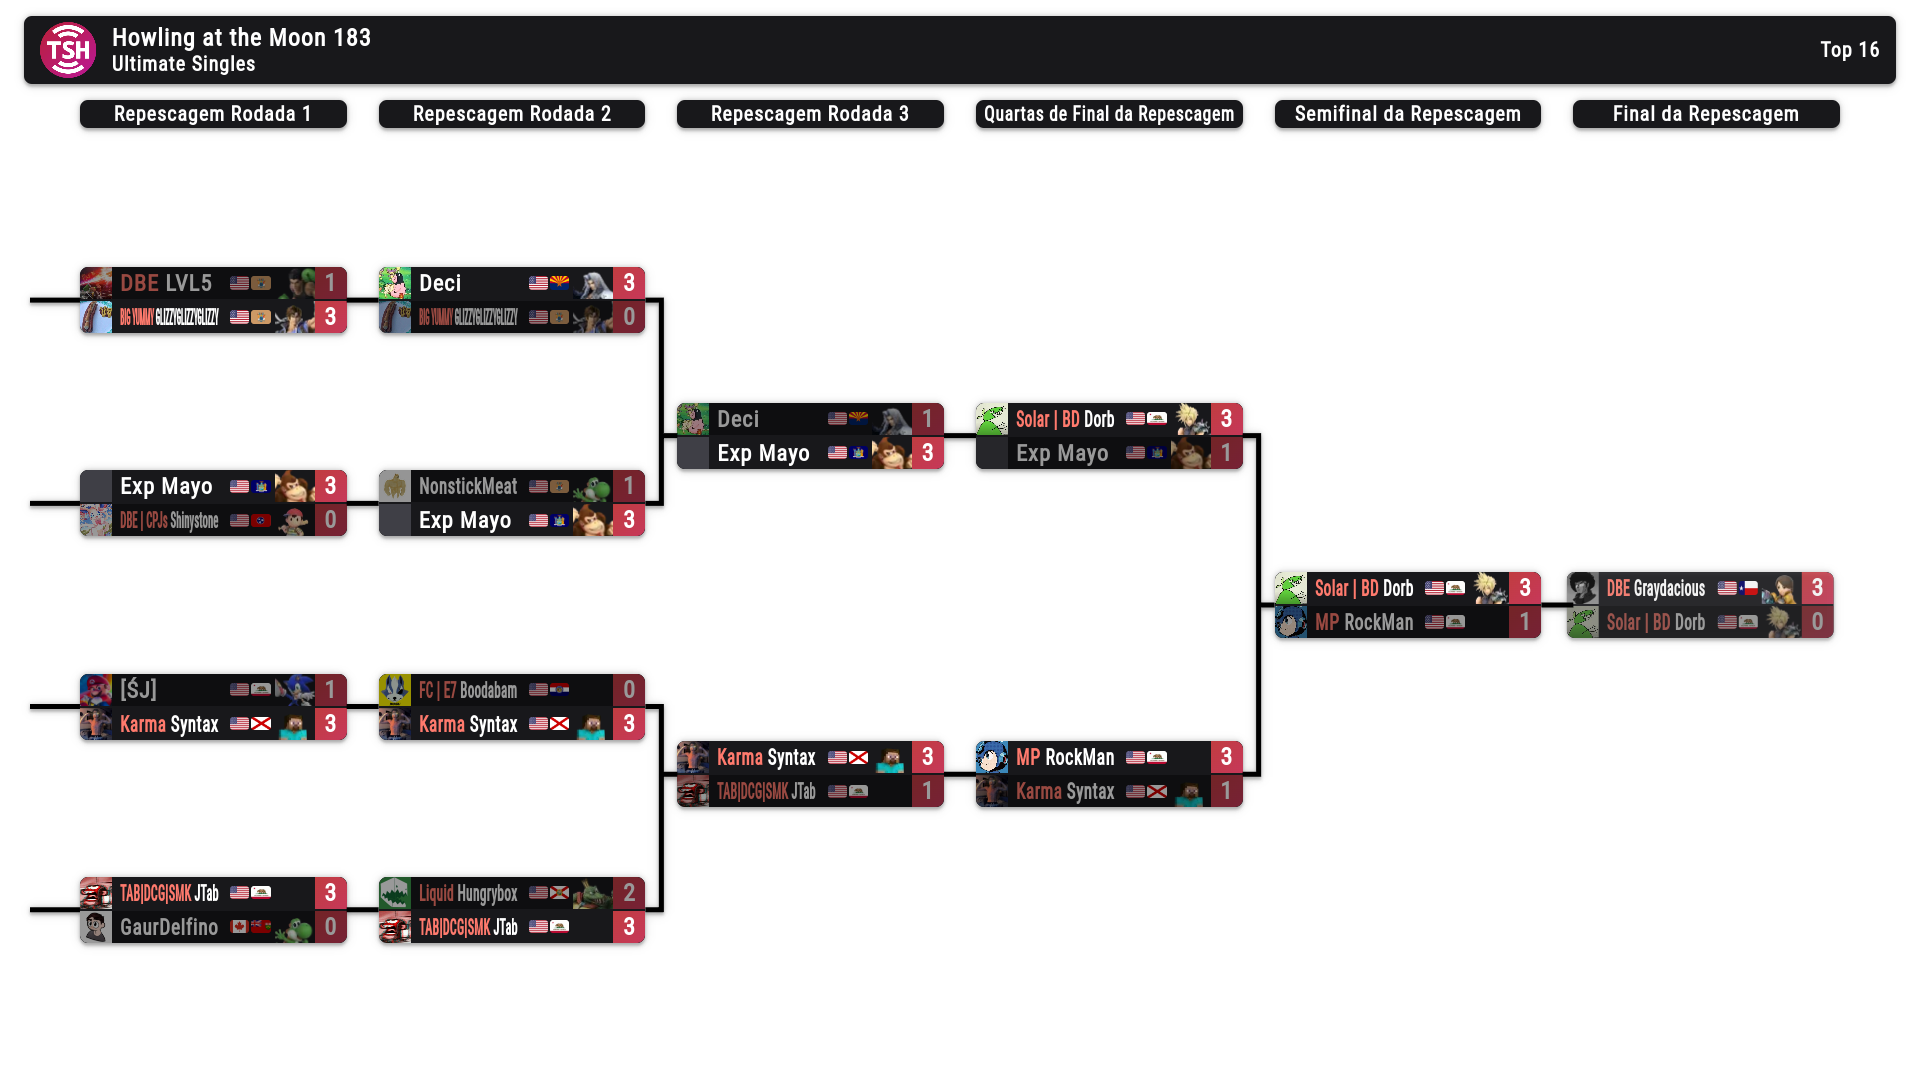 TSH
Howling at the Moon 183
Ultimate Singles
Top 16
Repescagem Rodada 1
Repescagem Rodada 2
Repescagem Rodada 3
Quartas de Final da Repescagem
Semifinal da Repescagem
Final da Repescagem
DBE LVL5 1
BIG YUMMY GLIZZYGLIZZYGLIZZY 3
Exp Mayo 3
DBE | CPJs Shinystone 0
[ŚJ] 1
Karma Syntax 3
TAB|DCG|SMK JTab 3
GaurDelfino 0
Deci 3
BIG YUMMY GLIZZYGLIZZYGLIZZY 0
NonstickMeat 1
Exp Mayo 3
FC | E7 Boodabam 0
Karma Syntax 3
Liquid Hungrybox 2
TAB|DCG|SMK JTab 3
Deci 1
Exp Mayo 3
Karma Syntax 3
TAB|DCG|SMK JTab 1
Solar | BD Dorb 3
Exp Mayo 1
MP RockMan 3
Karma Syntax 1
Solar | BD Dorb 3
MP RockMan 1
DBE Graydacious 3
Solar | BD Dorb 0